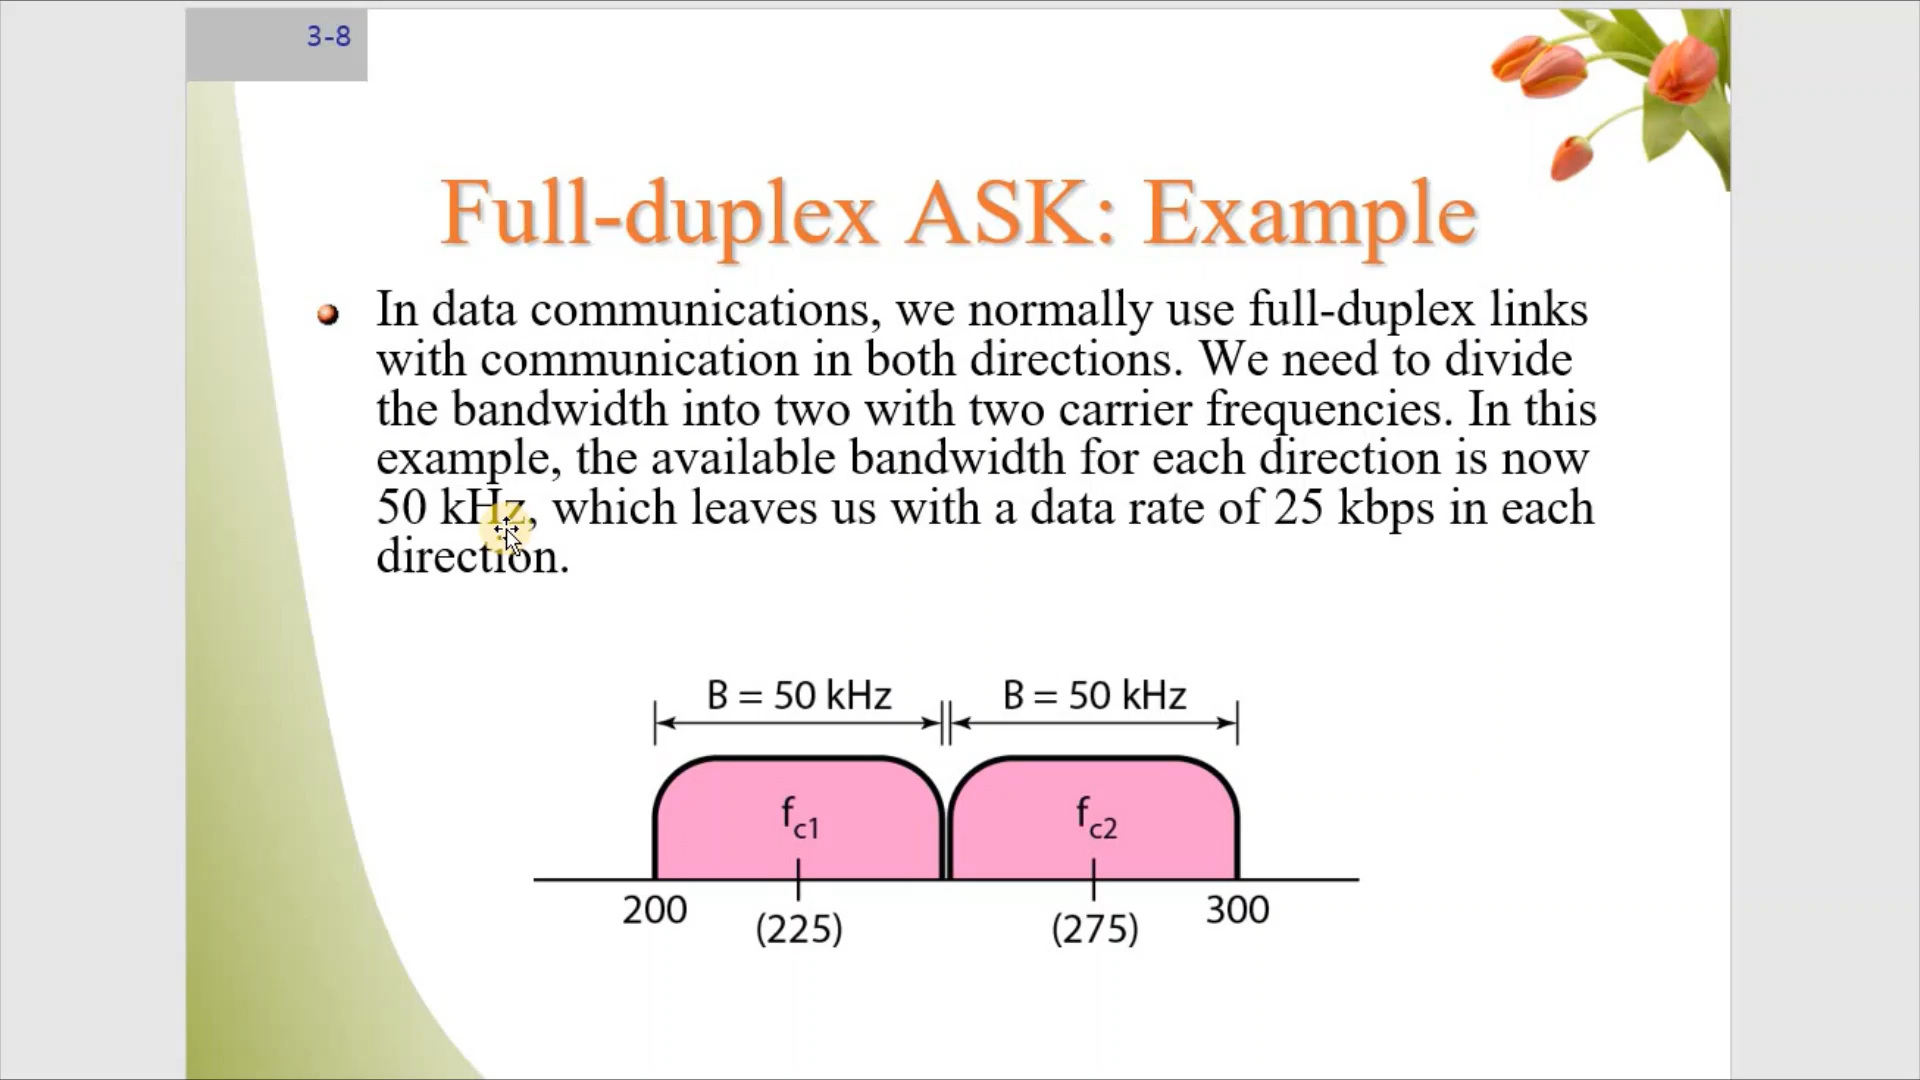 3-8
Full-duplex ASK: Example
In data communications, we normally use full-duplex links
with communication in both directions. We need to divide
the bandwidth into two with two carrier frequencies. In this
example, the available bandwidth for each direction is now
50 kHz, which leaves us with a data rate of 25 kbps in each
direction.
B = 50 kHz B = 50 kHz
fc1 fc2
200 (225) (275) 300